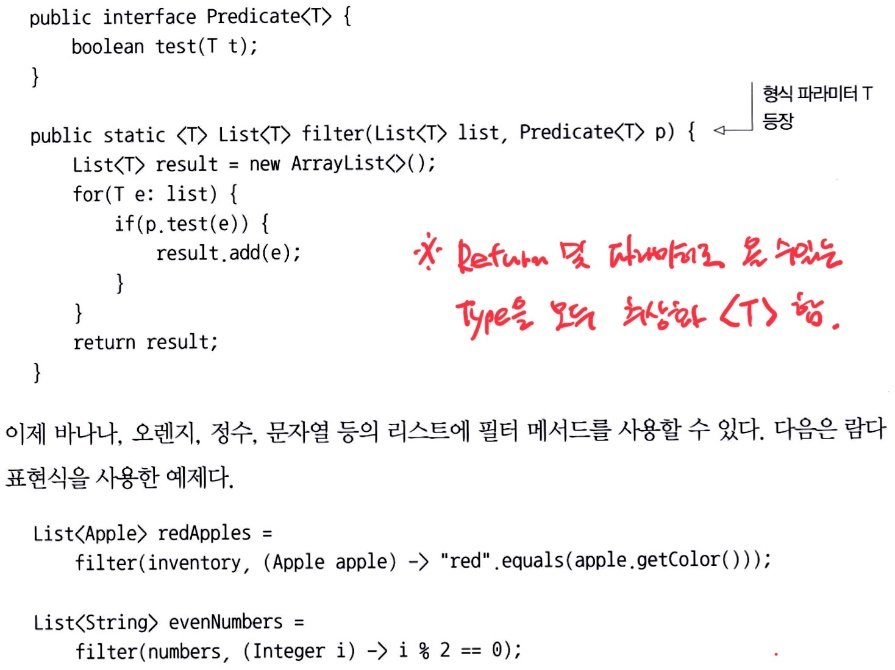 public interface Predicate<T> {
boolean test(T t);
}
형식 파라미터 T
등장
public static <T> List<T> filter(List<T> list, Predicate<T> p) {
List<T> result = new ArrayList<>();
for(T e: list) {
if(p.test(e)) {
result.add(e);
}
}
return result;
}
※ Return 및 파라미터로 올 수있는
Type을 모두 추상화 <T> 함.
이제 바나나, 오렌지, 정수, 문자열 등의 리스트에 필터 메서드를 사용할 수 있다. 다음은 람다
표현식을 사용한 예제다.
List<Apple> redApples =
filter(inventory, (Apple apple) -> "red".equals(apple.getColor()));
List<String> evenNumbers =
filter(numbers, (Integer i) -> i % 2 == 0);